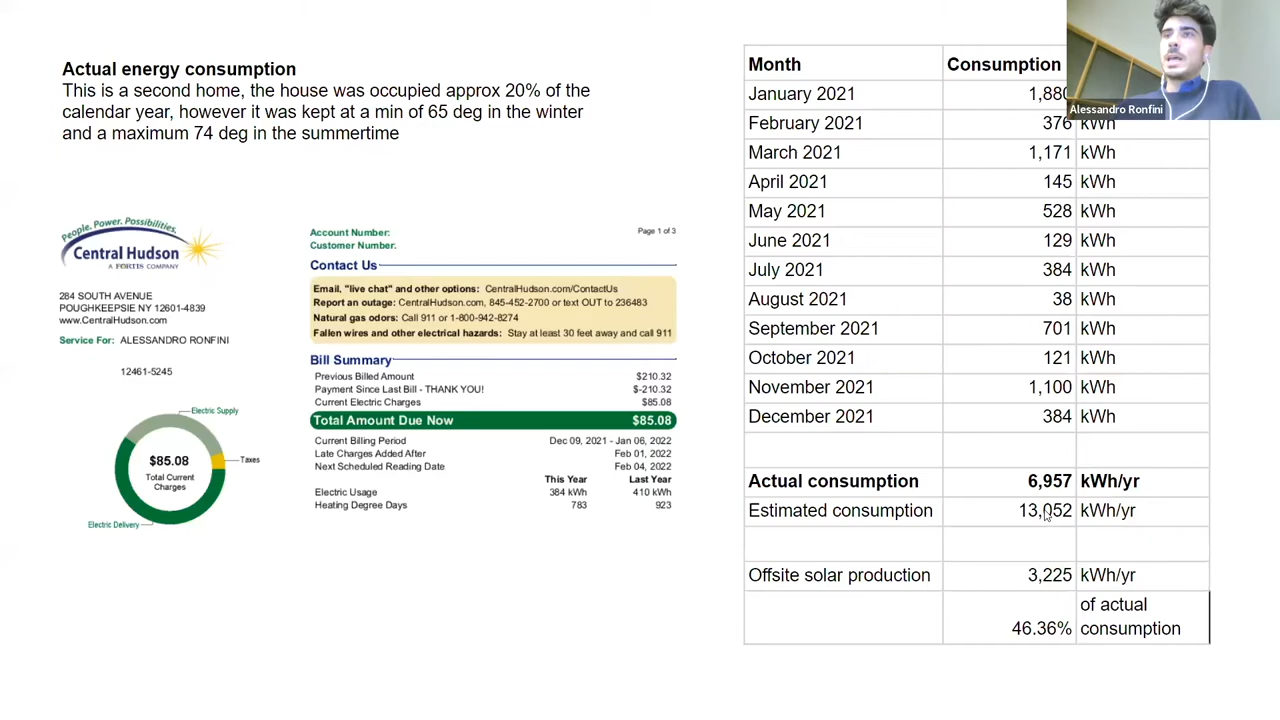 Actual energy consumption
This is a second home, the house was occupied approx 20% of the
calendar year, however it was kept at a min of 65 deg in the winter
and a maximum 74 deg in the summertime
People. Power. Possibilities.
Central Hudson
A FORTIS COMPANY
284 SOUTH AVENUE
POUGHKEEPSIE NY 12601-4839
www.CentralHudson.com
Service For: ALESSANDRO RONFINI
12461-5245
Electric Supply
$85.08
Total Current
Charges
Taxes
Electric Delivery
Account Number:
Customer Number.
Page 1 of 3
Contact Us
Email, "live chat" and other options: CentralHudson.com/ContactUs
Report an outage: CentralHudson.com, 845-452-2700 or text OUT to 236483
Natural gas odors: Call 911 or 1-800-942-8274
Fallen wires and other electrical hazards: Stay at least 30 feet away and call 911
Bill Summary
Previous Billed Amount $210.32
Payment Since Last Bill - THANK YOU! $-210.32
Current Electric Charges $85.08
Total Amount Due Now $85.08
Current Billing Period Dec 09, 2021 - Jan 06, 2022
Late Charges Added After Feb 01, 2022
Next Scheduled Reading Date Feb 04, 2022
This Year Last Year
Electric Usage 384 kWh 410 kWh
Heating Degree Days 783 923
Month Consumption
January 2021 1,880
February 2021 376 kWh
March 2021 1,171 kWh
April 2021 145 kWh
May 2021 528 kWh
June 2021 129 kWh
July 2021 384 kWh
August 2021 38 kWh
September 2021 701 kWh
October 2021 121 kWh
November 2021 1,100 kWh
December 2021 384 kWh
Actual consumption 6,957 kWh/yr
Estimated consumption 13,052 kWh/yr
Offsite solar production 3,225 kWh/yr
46.36% of actual
consumption
Alessandro Ronfini